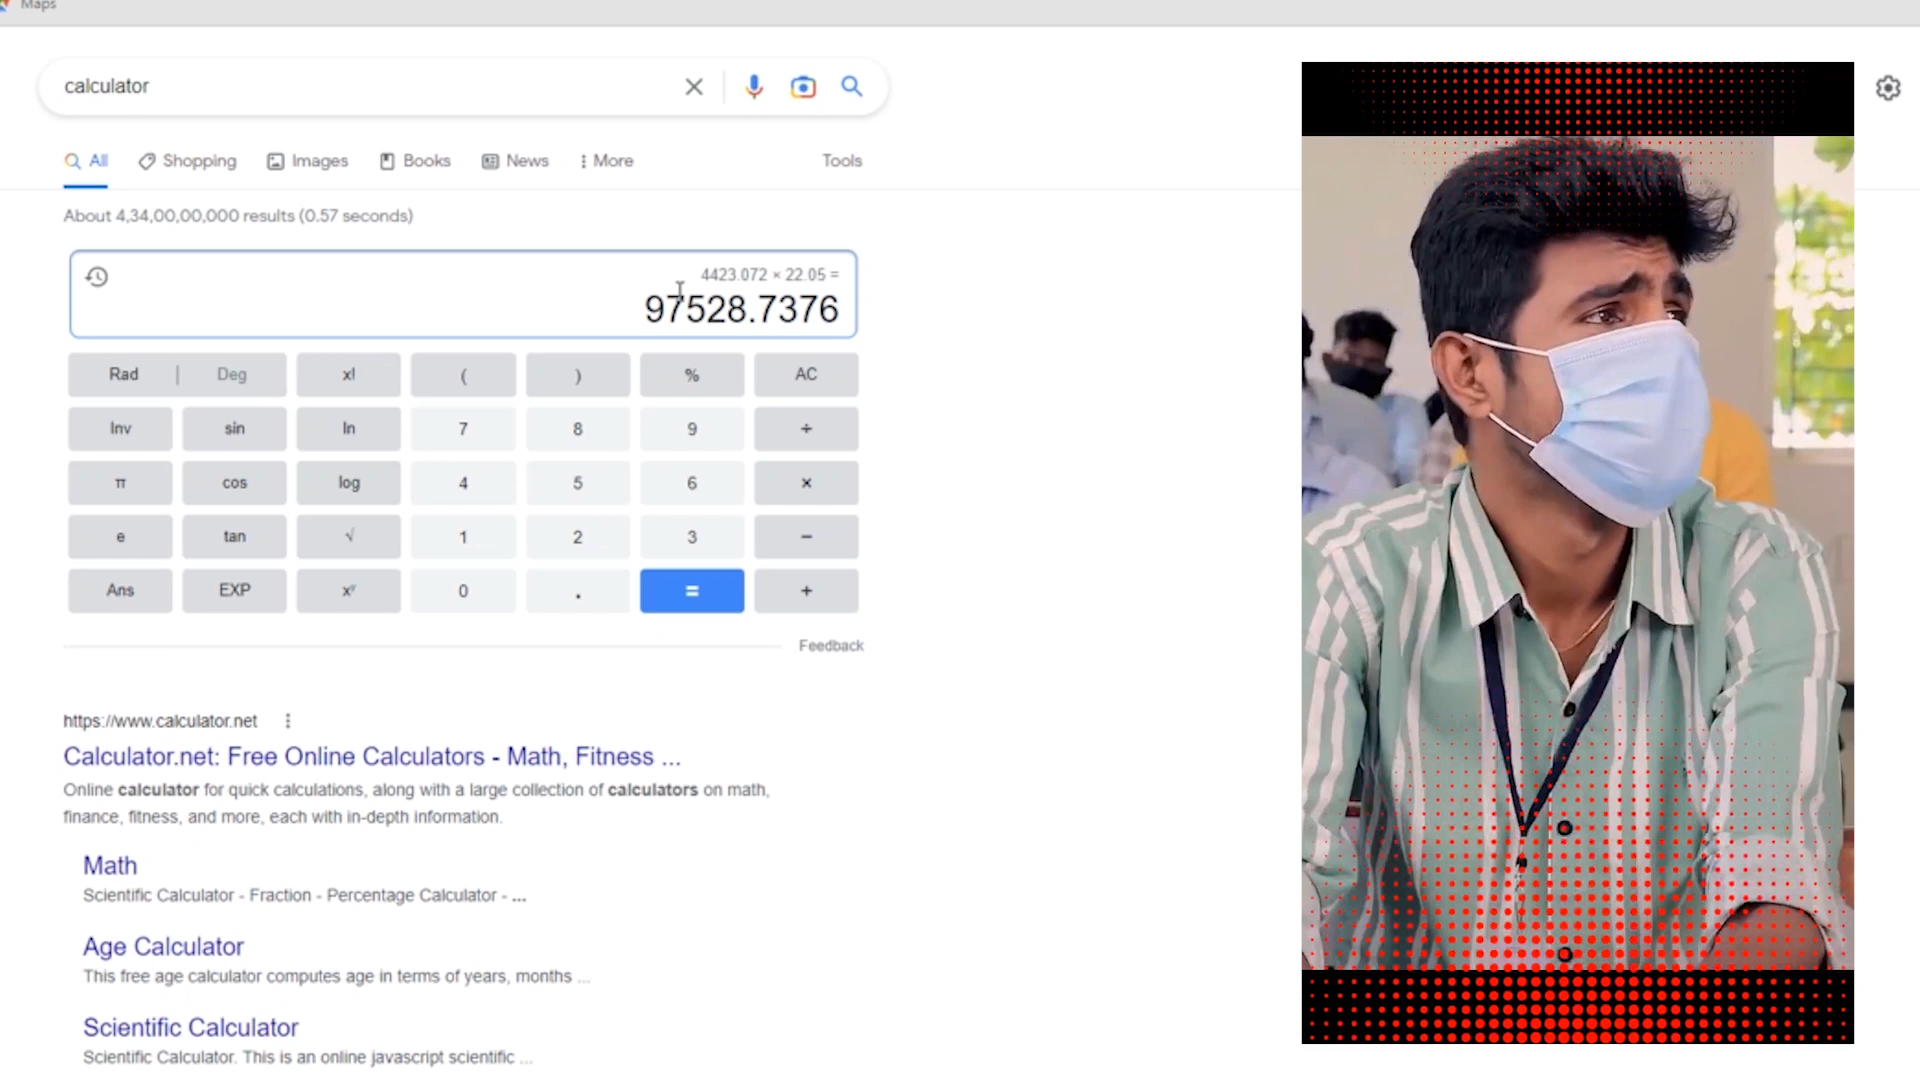 Maps
calculator
All Shopping Images Books News More Tools
About 4,34,00,00,000 results (0.57 seconds)
4423.072 × 22.05 =
97528.7376
Rad | Deg x! ( ) % AC
Inv sin ln 7 8 9 ÷
π cos log 4 5 6 ×
e tan √ 1 2 3 −
Ans EXP xʸ 0 . = +
Feedback
https://www.calculator.net
Calculator.net: Free Online Calculators - Math, Fitness ...
Online calculator for quick calculations, along with a large collection of calculators on math,
finance, fitness, and more, each with in-depth information.
Math
Scientific Calculator - Fraction - Percentage Calculator - ...
Age Calculator
This free age calculator computes age in terms of years, months ...
Scientific Calculator
Scientific Calculator. This is an online javascript scientific ...